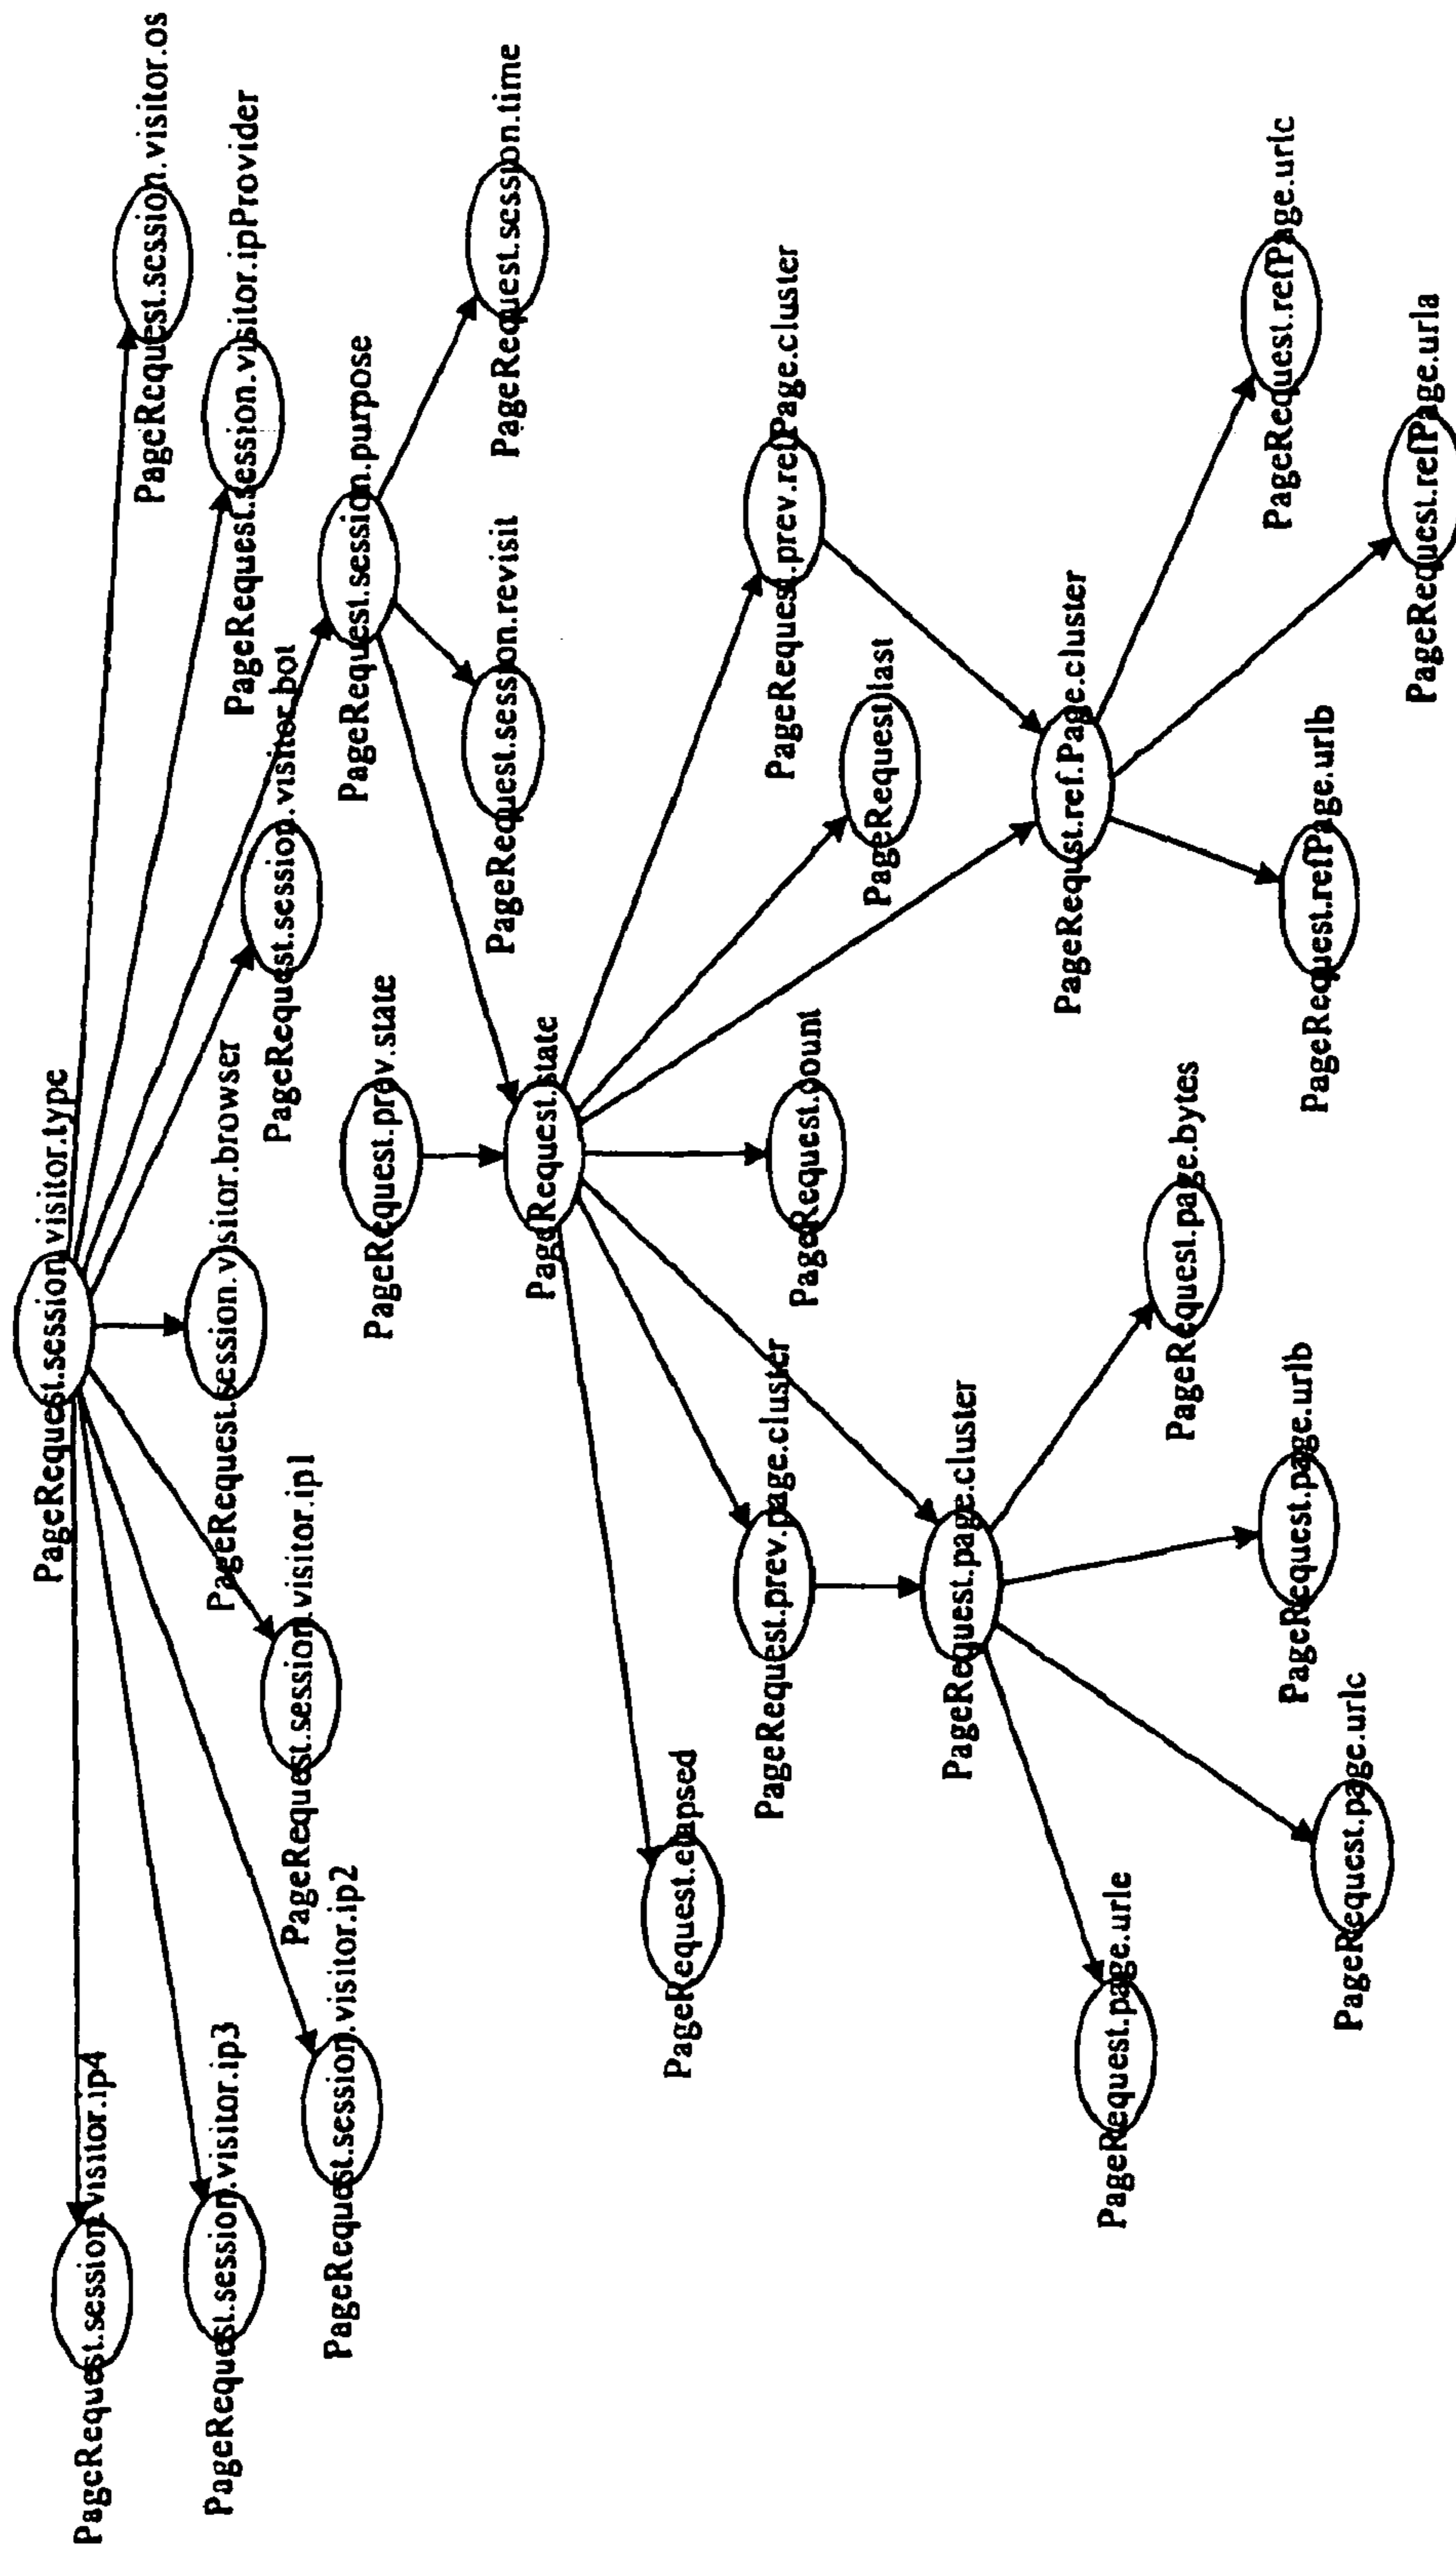 PageRequest.session.visitor.type
PageRequest.session.visitor.ip4
PageRequest.session.visitor.os
PageRequest.session.visitor.ip3
PageRequest.session.visitor.browser
PageRequest.session.visitor.ipProvider
PageRequest.session.visitor.ip1
PageRequest.session.visitor.bot
PageRequest.session.visitor.ip2
PageRequest.session.purpose
PageRequest.prev.state
PageRequest.session.revisit
PageRequest.session.time
PageRequest.state
PageRequest.elapsed
PageRequest.prev.page.cluster
PageRequest.count
PageRequest.prev.refPage.cluster
PageRequest.last
PageRequest.page.cluster
PageRequst.ref.Page.cluster
PageRequest.page.urle
PageRequest.page.bytes
PageRequest.refPage.urlc
PageRequest.page.urlb
PageRequest.refPage.urlb
PageRequest.page.urlc
PageRequest.refPage.urla